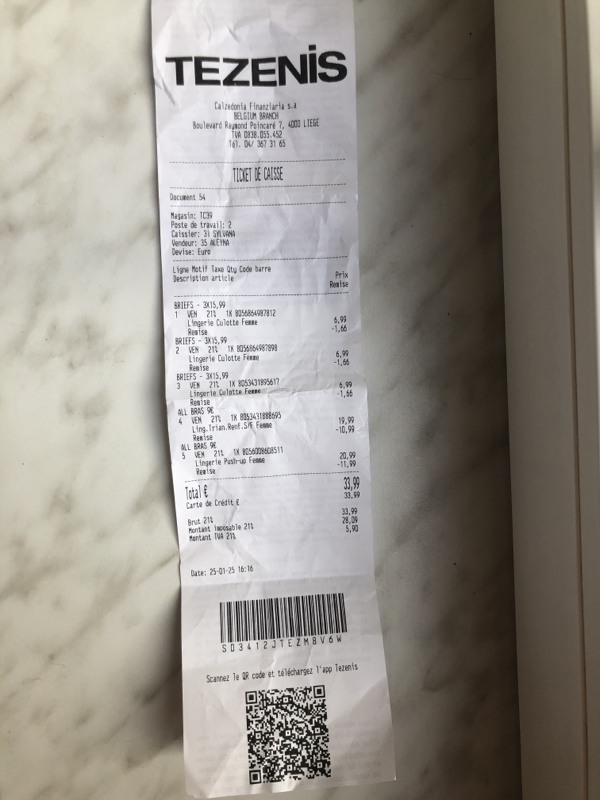 TEZENIS
Calzedonia Finanziaria s.a
BELGIUM BRANCH
Boulevard Raymond Poincaré 7, 4000 LIEGE
TVA 0838.055.452
Tél. 04/ 367 31 65
TICKET DE CAISSE
Document 54
Magasin: TC39
Poste de travail: 2
Caissier: 31 SYLVANA
Vendeur: 35 ALEYNA
Devise: Euro
Ligne Motif Taxe Qty Code barre Prix
Description article Remise
BRIEFS - 3X15,99
1 VEN 21% 1X 8056864987812
Lingerie Culotte Femme 6,99
Remise -1,66
BRIEFS - 3X15,99
2 VEN 21% 1X 8056864987898
Lingerie Culotte Femme 6,99
Remise -1,66
BRIEFS - 3X15,99
3 VEN 21% 1X 8053431895617
Lingerie Culotte Femme 6,99
Remise -1,66
ALL BRAS 9€
4 VEN 21% 1X 8053431888695
Ling.Trian.Renf.S/F Femme 19,99
Remise -10,99
ALL BRAS 9€
5 VEN 21% 1X 8056008608511
Lingerie Push-up Femme 20,99
Remise -11,99
Total € 33,99
Carte de Crédit € 33,99
Brut 21% 33,99
Montant imposable 21% 28,09
Montant TVA 21% 5,90
Date: 25-01-25 16:16
S03412JTEZM8V6W
Scannez le QR code et téléchargez l'app Tezenis